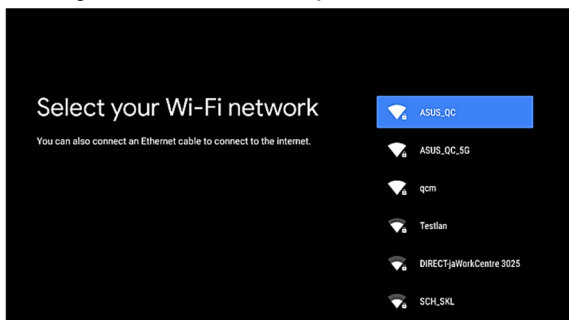 Select your Wi-Fi network
You can also connect an Ethernet cable to connect to the internet.
ASUS_QC
ASUS_QC_5G
qcm
Testlan
DIRECT-jaWorkCentre 3025
SCH_SKL